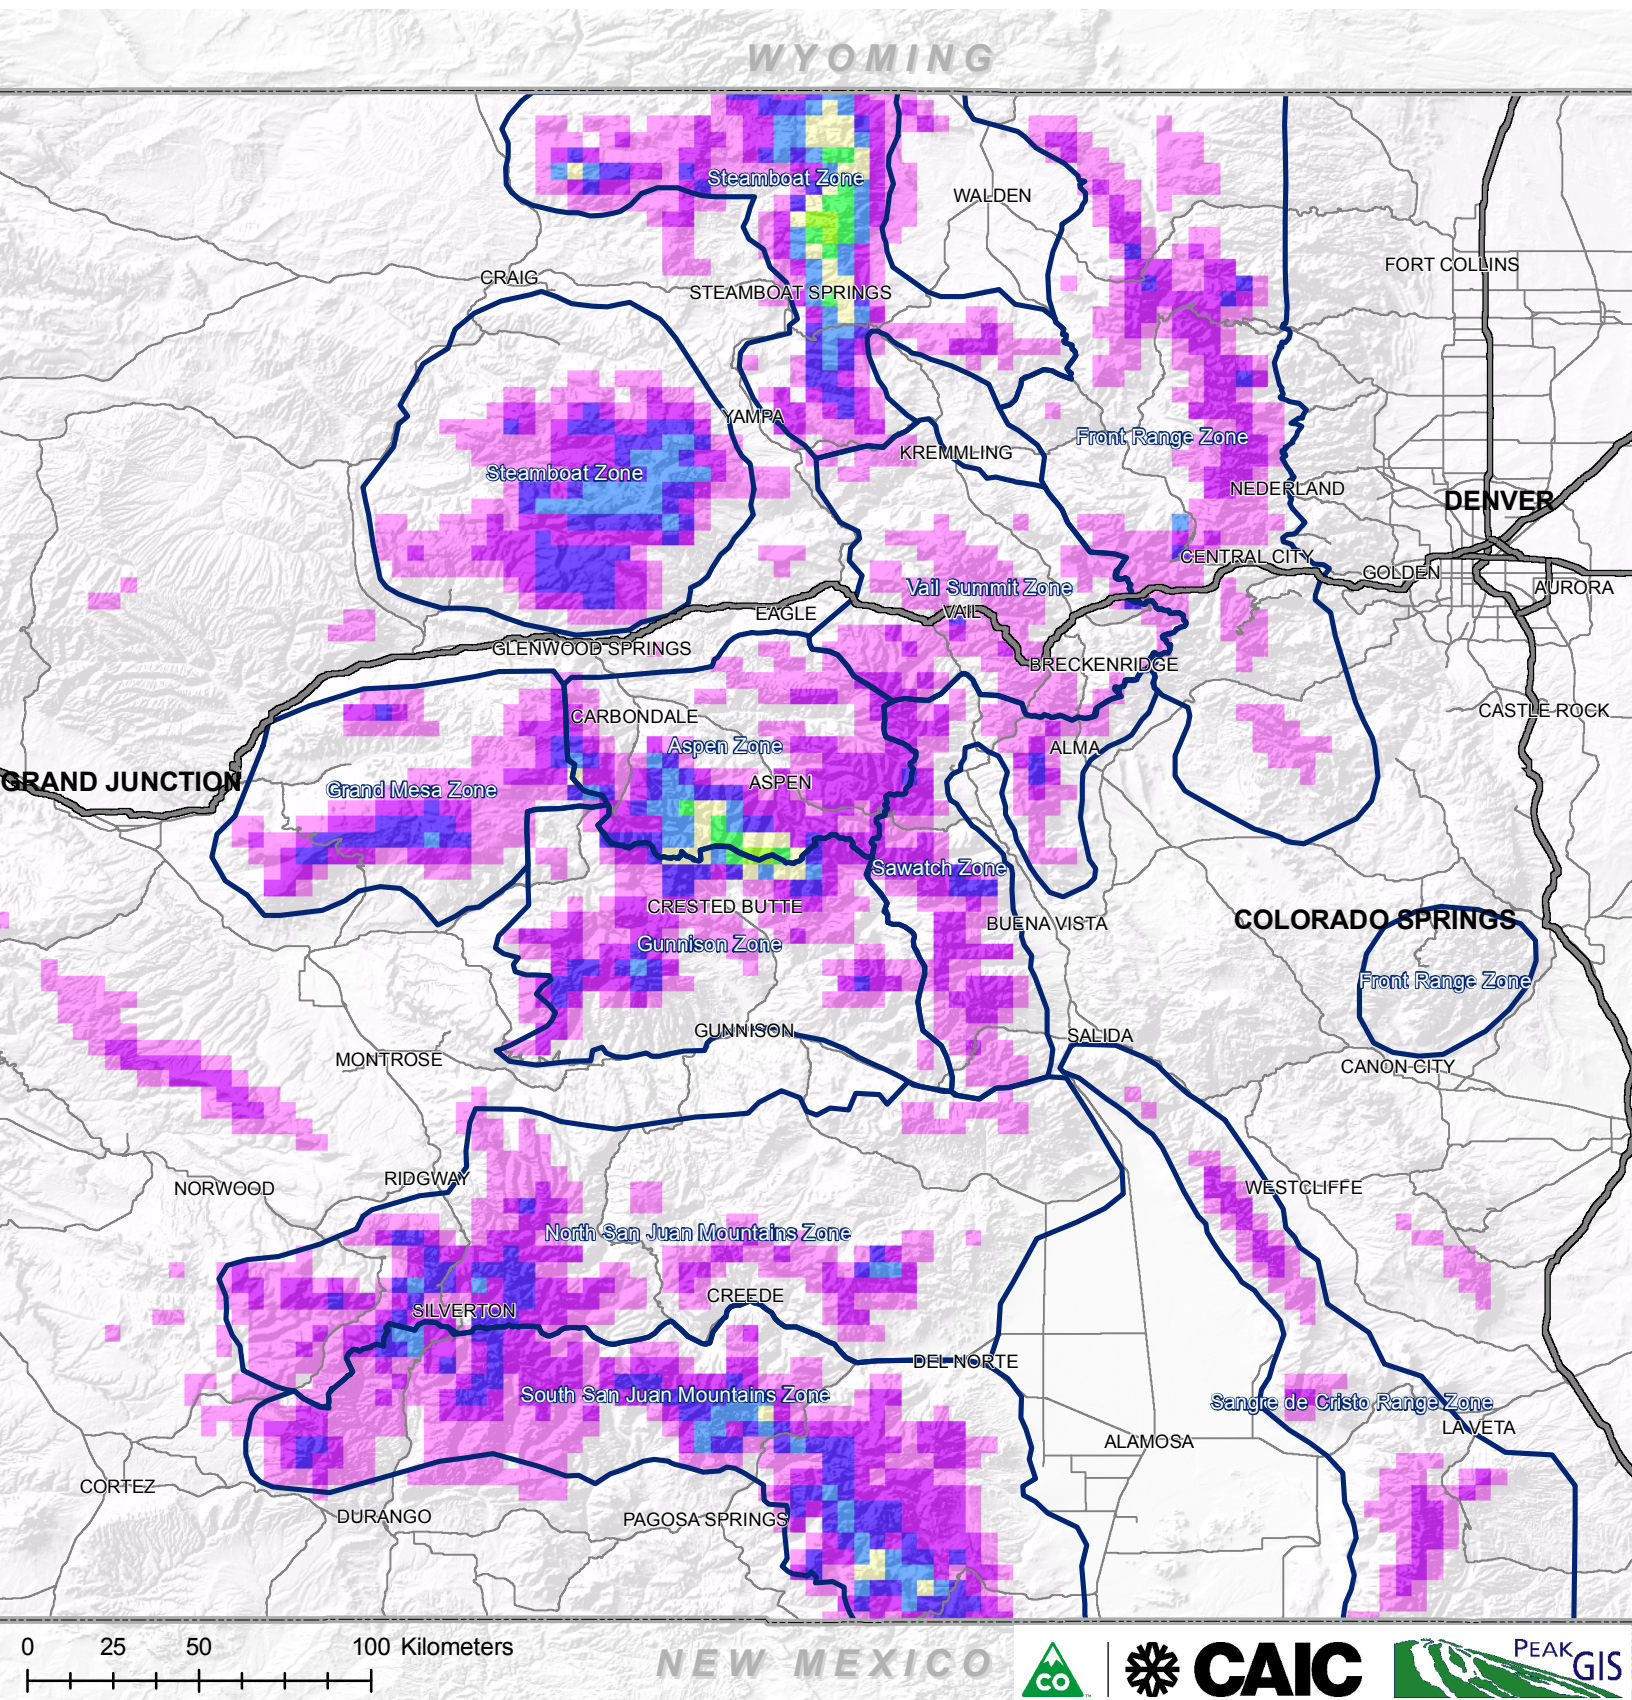 WYOMING
Steamboat Zone
WALDEN
FORT COLLINS
CRAIG
STEAMBOAT SPRINGS
YAMPA
Front Range Zone
KREMMLING
Steamboat Zone
NEDERLAND
DENVER
CENTRAL CITY
GOLDEN
Vail Summit Zone
AURORA
EAGLE
VAIL
GLENWOOD SPRINGS
BRECKENRIDGE
CARBONDALE
CASTLE ROCK
Aspen Zone
ALMA
GRAND JUNCTION
ASPEN
Grand Mesa Zone
Sawatch Zone
CRESTED BUTTE
BUENA VISTA
COLORADO SPRINGS
Gunnison Zone
Front Range Zone
GUNNISON
SALIDA
MONTROSE
CANON CITY
RIDGWAY
NORWOOD
WESTCLIFFE
North San Juan Mountains Zone
CREEDE
SILVERTON
DEL NORTE
South San Juan Mountains Zone
Sangre de Cristo Range Zone
LA VETA
ALAMOSA
CORTEZ
DURANGO
PAGOSA SPRINGS
0 25 50 100 Kilometers
NEW MEXICO
CO
CAIC
PEAK GIS